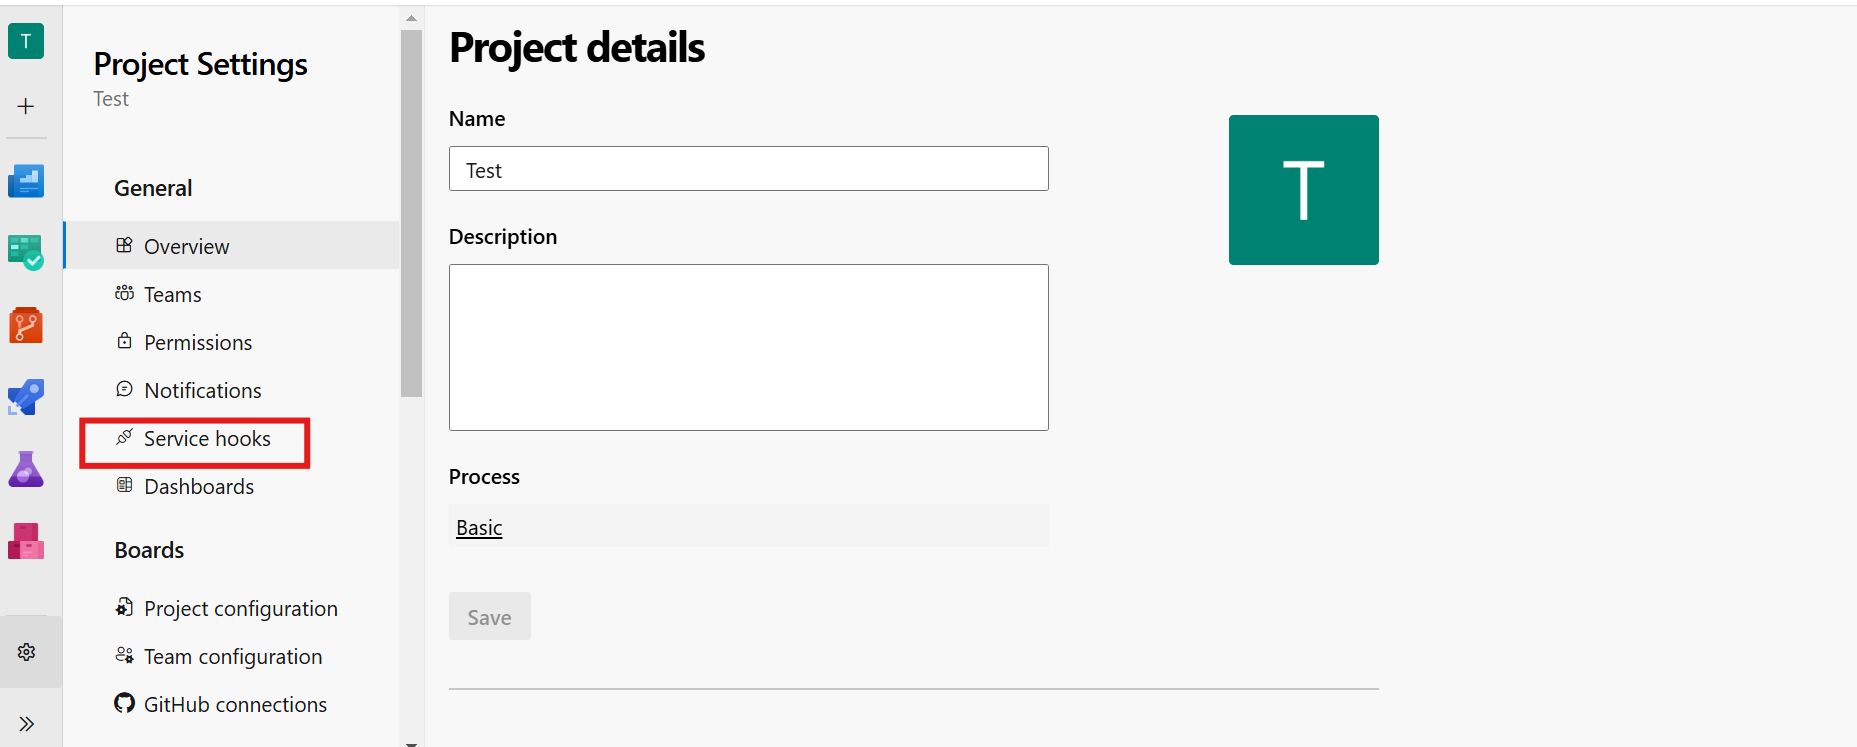 T
Project Settings
Test
General
Overview
Teams
Permissions
Notifications
Service hooks
Dashboards
Boards
Project configuration
Team configuration
GitHub connections
Project details
Name
Test
Description
Process
Basic
Save
T